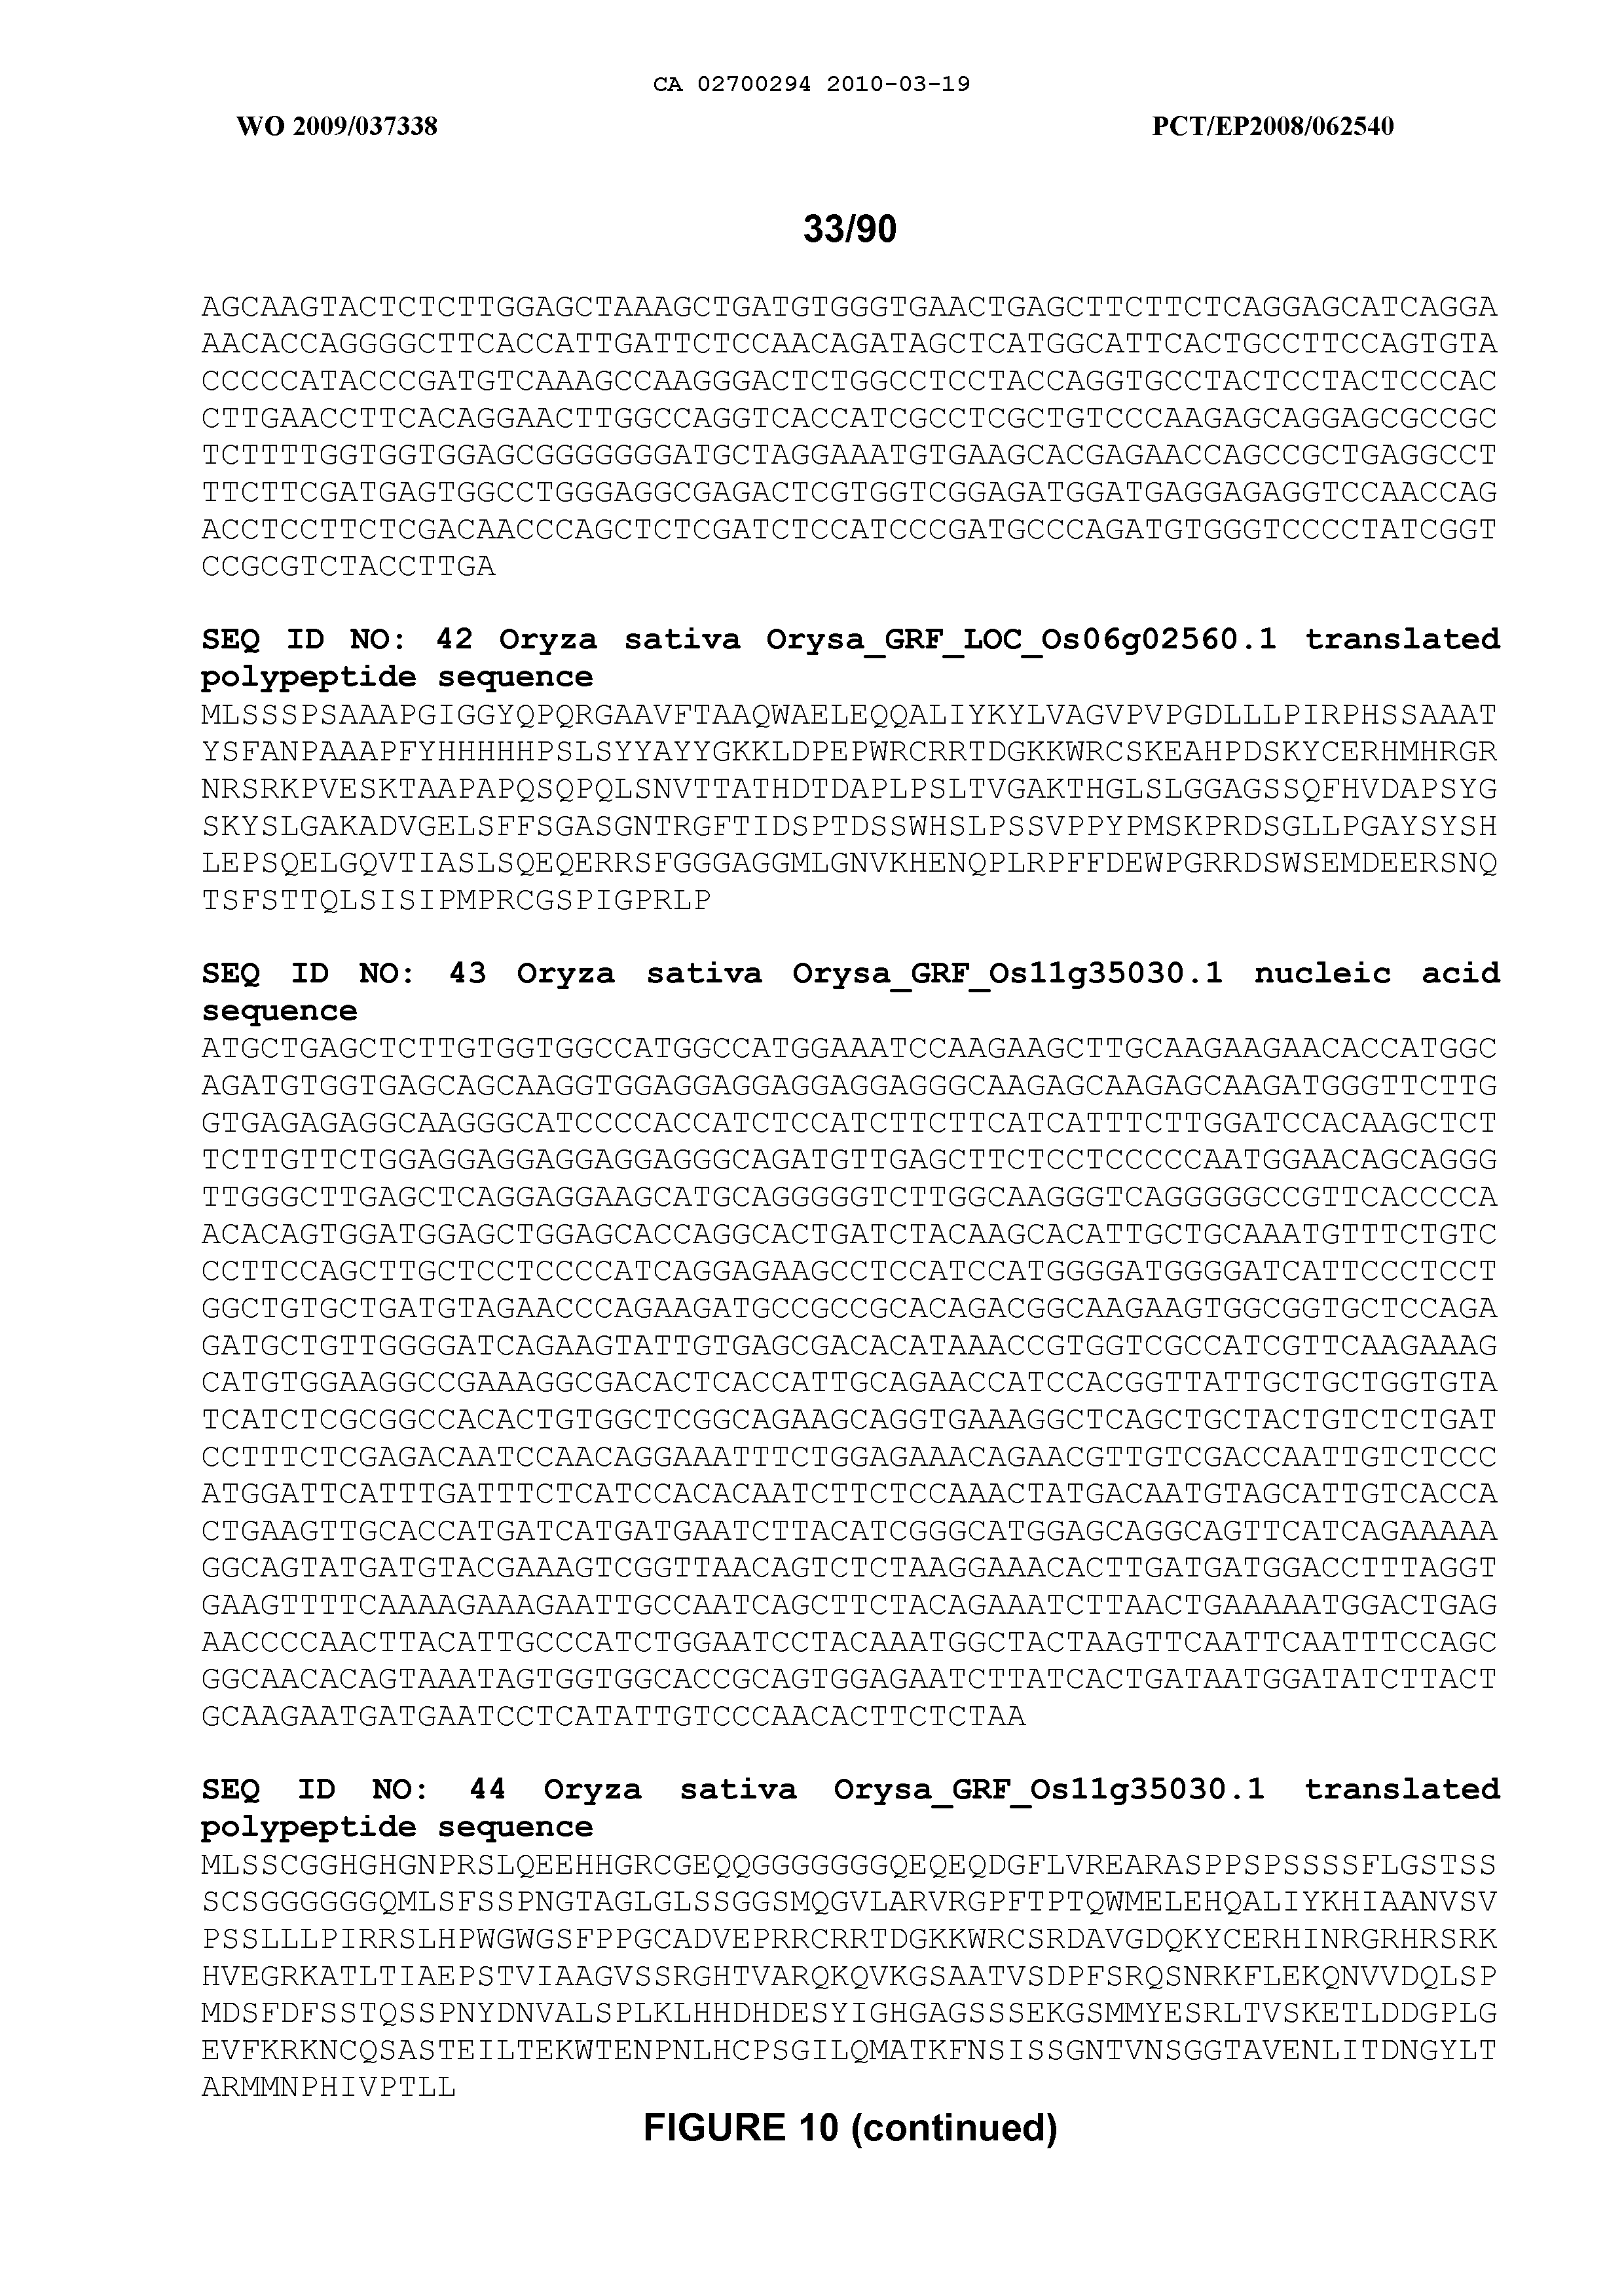 CA 02700294 2010-03-19
WO 2009/037338 PCT/EP2008/062540
33/90
AGCAAGTACTCTCTTGGAGCTAAAGCTGATGTGGGTGAACTGAGCTTCTTCTCAGGAGCATCAGGA
AACACCAGGGGCTTCACCATTGATTCTCCAACAGATAGCTCATGGCATTCACTGCCTTCCAGTGTA
CCCCCATACCCGATGTCAAAGCCAAGGGACTCTGGCCTCCTACCAGGTGCCTACTCCTACTCCCAC
CTTGAACCTTCACAGGAACTTGGCCAGGTCACCATCGCCTCGCTGTCCCAAGAGCAGGAGCGCCGC
TCTTTTGGTGGTGGAGCGGGGGGGATGCTAGGAAATGTGAAGCACGAGAACCAGCCGCTGAGGCCT
TTCTTCGATGAGTGGCCTGGGAGGCGAGACTCGTGGTCGGAGATGGATGAGGAGAGGTCCAACCAG
ACCTCCTTCTCGACAACCCAGCTCTCGATCTCCATCCCGATGCCCAGATGTGGGTCCCCTATCGGT
CCGCGTCTACCTTGA
SEQ ID NO: 42 Oryza sativa Orysa_GRF_LOC_Os06g02560.1 translated
polypeptide sequence
MLSSSPSAAAPGIGGYQPQRGAAVFTAAQWAELEQQALIYKYLVAGVPVPGDLLLPIRPHSSAAAT
YSFANPAAAPFYHHHHHPSLSYYAYYGKKLDPEPWRCRRTDGKKWRCSKEAHPDSKYCERHMHRGR
NRSRKPVESKTAAPAPQSQPQLSNVTTATHDTDAPLPSLTVGAKTHGLSLGGAGSSQFHVDAPSYG
SKYSLGAKADVGELSFFSGASGNTRGFTIDSPTDSSWHSLPSSVPPYPMSKPRDSGLLPGAYSYSH
LEPSQELGQVTIASLSQEQERRSFGGGAGGMLGNVKHENQPLRPFFDEWPGRRDSWSEMDEERSNQ
TSFSTTQLSISIPMPRCGSPIGPRLP
SEQ ID NO: 43 Oryza sativa Orysa_GRF_Os11g35030.1 nucleic acid
sequence
ATGCTGAGCTCTTGTGGTGGCCATGGCCATGGAAATCCAAGAAGCTTGCAAGAAGAACACCATGGC
AGATGTGGTGAGCAGCAAGGTGGAGGAGGAGGAGGGCAAGAGCAAGAGCAAGATGGGTTCTTG
GTGAGAGAGGCAAGGGCATCCCCACCATCTCCATCTTCTTCATCATTTCTTGGATCCACAAGCTCT
TCTTGTTCTGGAGGAGGAGGAGGAGGGCAGATGTTGAGCTTCTCCTCCCCCAATGGAACAGCAGGG
TTGGGCTTGAGCTCAGGAGGAAGCATGCAGGGGGTCTTGGCAAGGGTCAGGGGGCCGTTCACCCCA
ACACAGTGGATGGAGCTGGAGCACCAGGCACTGATCTACAAGCACATTGCTGCAAATGTTTCTGTC
CCTTCCAGCTTGCTCCTCCCCATCAGGAGAAGCCTCCATCCATGGGGATGGGGATCATTCCCTCCT
GGCTGTGCTGATGTAGAACCCAGAAGATGCCGCCGCACAGACGGCAAGAAGTGGCGGTGCTCCAGA
GATGCTGTTGGGGATCAGAAGTATTGTGAGCGACACATAAACCGTGGTCGCCATCGTTCAAGAAAG
CATGTGGAAGGCCGAAAGGCGACACTCACCATTGCAGAACCATCCACGGTTATTGCTGCTGGTGTA
TCATCTCGCGGCCACACTGTGGCTCGGCAGAAGCAGGTGAAAGGCTCAGCTGCTACTGTCTCTGAT
CCTTTCTCGAGACAATCCAACAGGAAATTTCTGGAGAAACAGAACGTTGTCGACCAATTGTCTCCC
ATGGATTCATTTGATTTCTCATCCACACAATCTTCTCCAAACTATGACAATGTAGCATTGTCACCA
CTGAAGTTGCACCATGATCATGATGAATCTTACATCGGGCATGGAGCAGGCAGTTCATCAGAAAAA
GGCAGTATGATGTACGAAAGTCGGTTAACAGTCTCTAAGGAAACACTTGATGATGGACCTTTAGGT
GAAGTTTTCAAAAGAAAGAATTGCCAATCAGCTTCTACAGAAATCTTAACTGAAAAATGGACTGAG
AACCCCAACTTACATTGCCCATCTGGAATCCTACAAATGGCTACTAAGTTCAATTCAATTTCCAGC
GGCAACACAGTAAATAGTGGTGGCACCGCAGTGGAGAATCTTATCACTGATAATGGATATCTTACT
GCAAGAATGATGAATCCTCATATTGTCCCAACACTTCTCTAA
SEQ ID NO: 44 Oryza sativa Orysa_GRF_Os11g35030.1 translated
polypeptide sequence
MLSSCGGHGHGNPRSLQEEHHGRCGEQQGGGGGGGQEQEQDGFLVREARASPPSPSSSSFLGSTSS
SCSGGGGGGQMLSFSSPNGTAGLGLSSGGSMQGVLARVRGPFTPTQWMELEHQALIYKHIAANVSV
PSSLLLPIRRSLHPWGWGSFPPGCADVEPRRCRRTDGKKWRCSRDAVGDQKYCERHINRGRHRSRK
HVEGRKATLTIAEPSTVIAAGVSSRGHTVARQKQVKGSAATVSDPFSRQSNRKFLEKQNVVDQLSP
MDSFDFSSTQSSPNYDNVALSPLKLHHDHDESYIGHGAGSSSEKGSMMYESRLTVSKETLDDGPLG
EVFKRKNCQSASTEILTEKWTENPNLHCPSGILQMATKFNSISSGNTVNSGGTAVENLITDNGYLT
ARMMNPHIVPTLL
FIGURE 10 (continued)